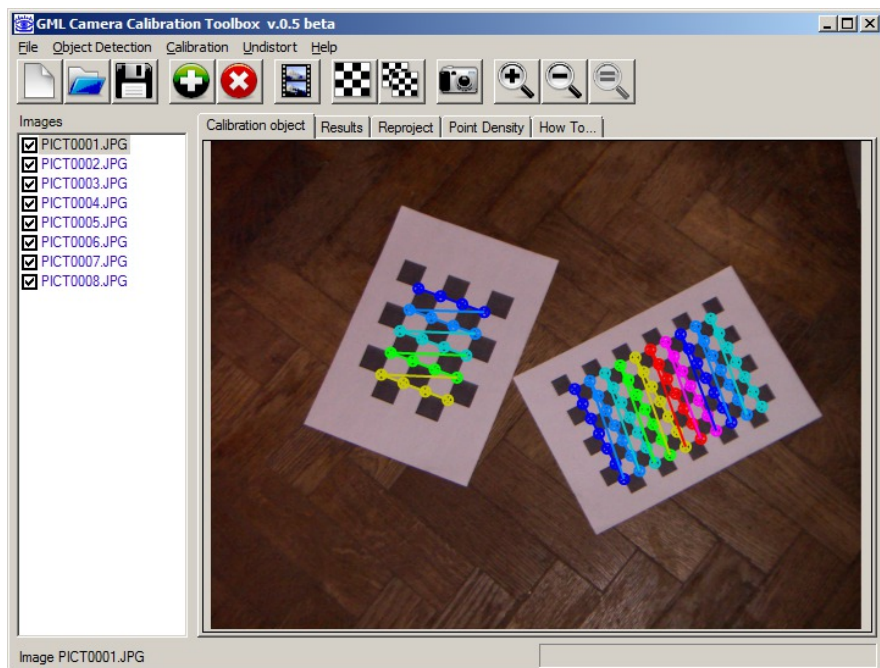 GML Camera Calibration Toolbox v.0.5 beta
File Object Detection Calibration Undistort Help
Images
Calibration object Results Reproject Point Density How To...
PICT0001.JPG
PICT0002.JPG
PICT0003.JPG
PICT0004.JPG
PICT0005.JPG
PICT0006.JPG
PICT0007.JPG
PICT0008.JPG
Image PICT0001.JPG